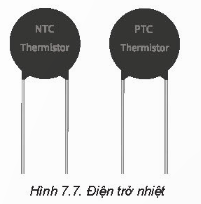 NTC
Thermistor
PTC
Thermistor
Hình 7.7. Điện trở nhiệt